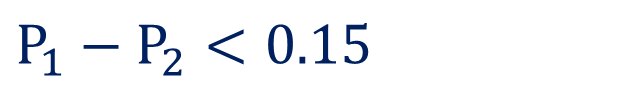 P₁ − P₂ < 0.15